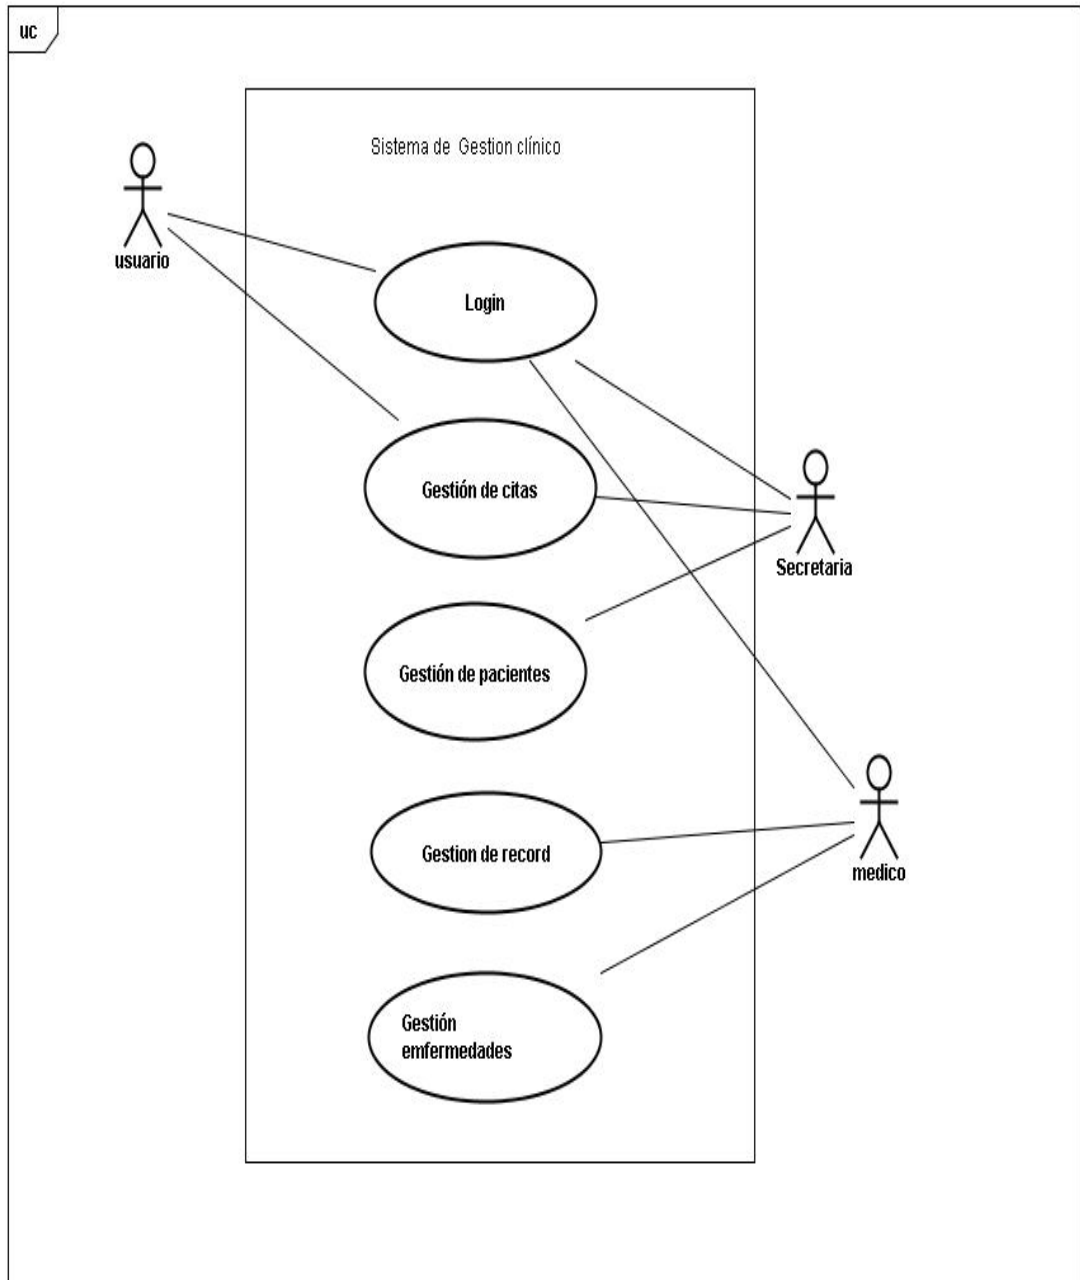 uc
Sistema de Gestion clínico
usuario
Login
Gestión de citas
Secretaria
Gestión de pacientes
Gestion de record
medico
Gestión
emfermedades